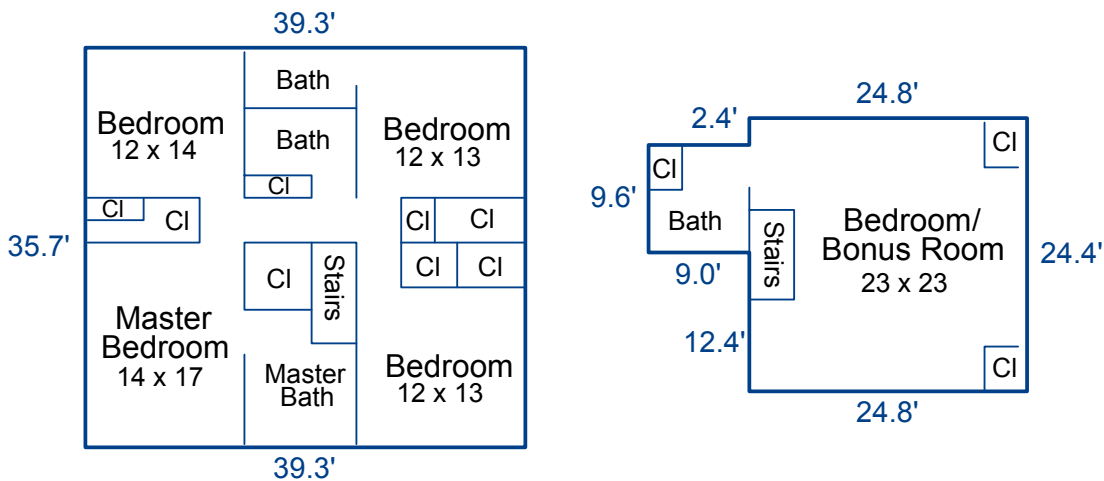 39.3'
Bath
Bedroom
12 x 14
Bath
Bedroom
12 x 13
Cl
Cl
Cl
Cl
Cl
35.7'
Cl
Stairs
Cl
Cl
Master
Bedroom
14 x 17
Master
Bath
Bedroom
12 x 13
39.3'
24.8'
2.4'
Cl
Cl
9.6'
Bath
Stairs
Bedroom/
Bonus Room
23 x 23
24.4'
9.0'
12.4'
Cl
24.8'